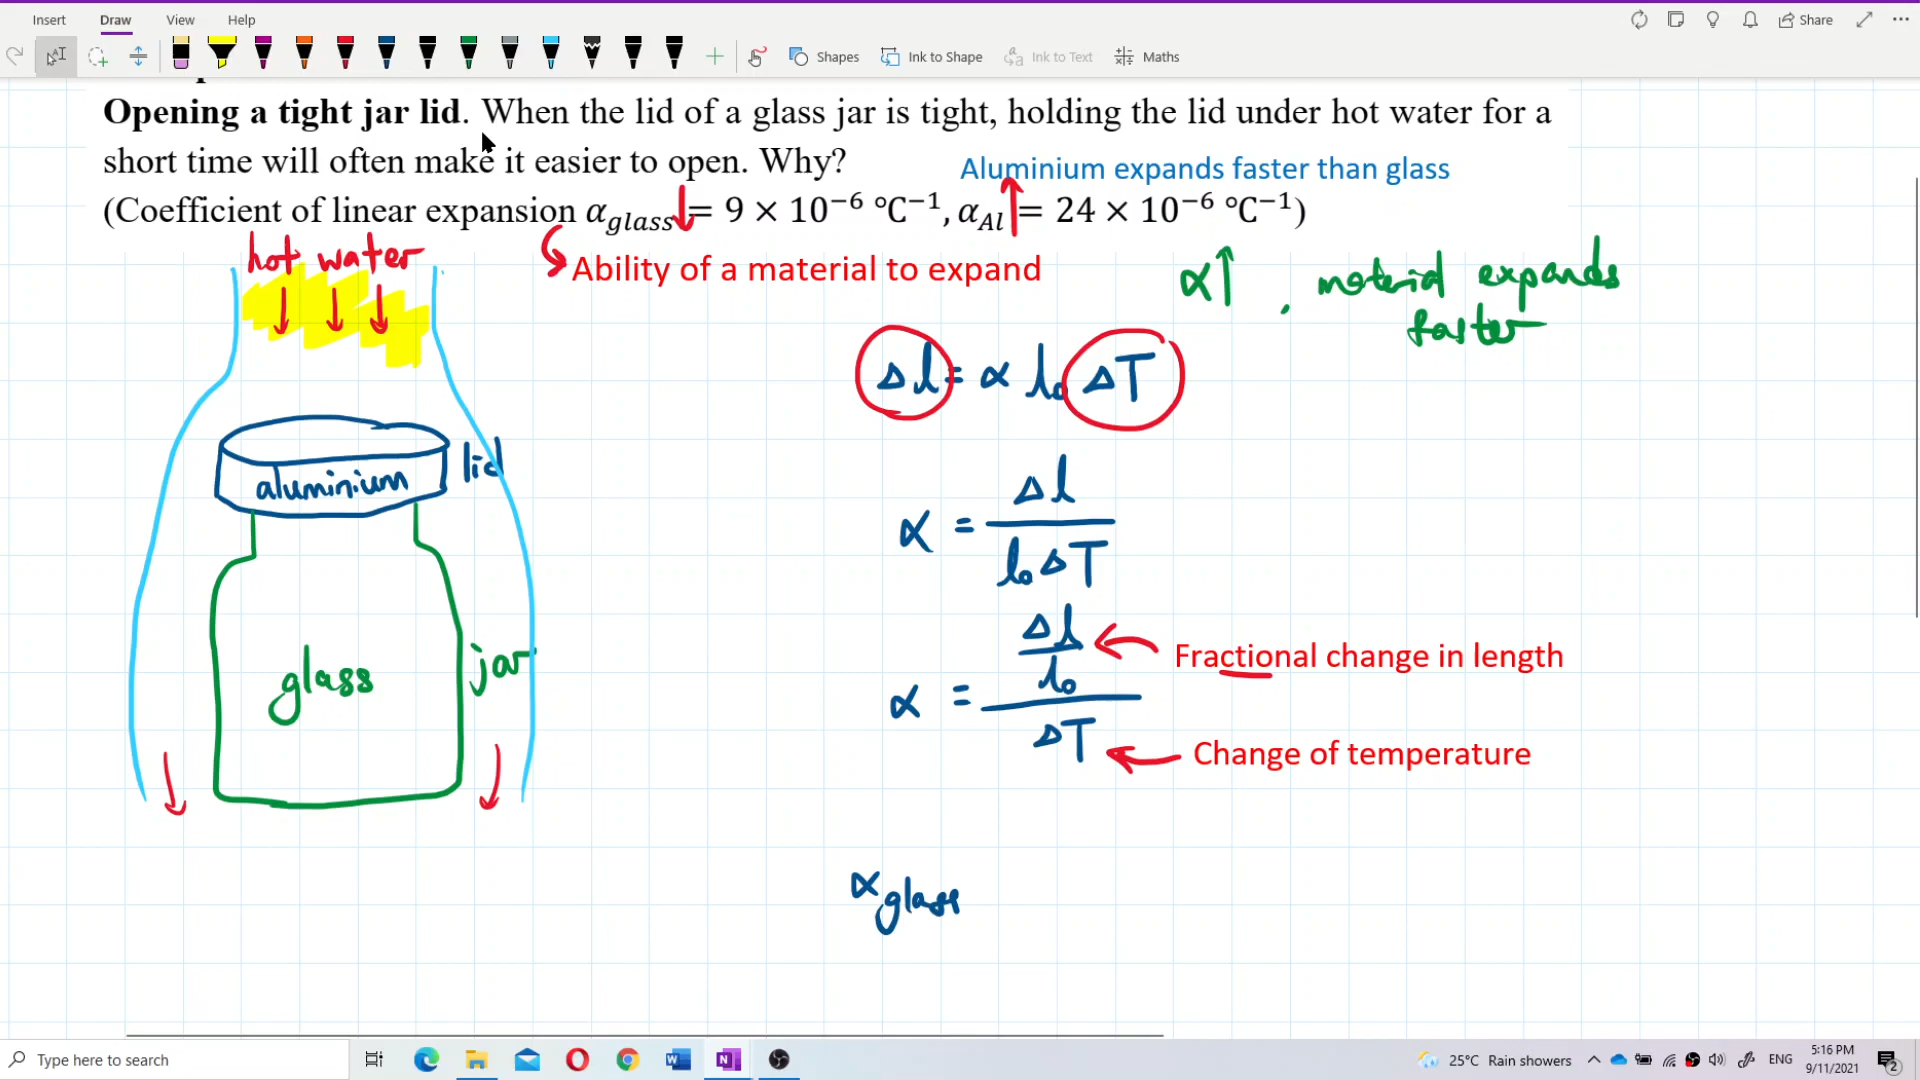 Insert Draw View Help
Share
Shapes Ink to Shape Ink to Text Maths
Opening a tight jar lid. When the lid of a glass jar is tight, holding the lid under hot water for a
short time will often make it easier to open. Why?
Aluminium expands faster than glass
(Coefficient of linear expansion α_glass = 9 × 10⁻⁶ °C⁻¹, α_Al = 24 × 10⁻⁶ °C⁻¹)
hot water
Ability of a material to expand
α↑, material expands
faster
Δl = α l₀ ΔT
lid
aluminium
α = Δl / l₀ΔT
glass
jar
α = (Δl / l₀) / ΔT
Fractional change in length
Change of temperature
α_glass
Type here to search
25°C Rain showers
ENG
5:16 PM
9/11/2021
2